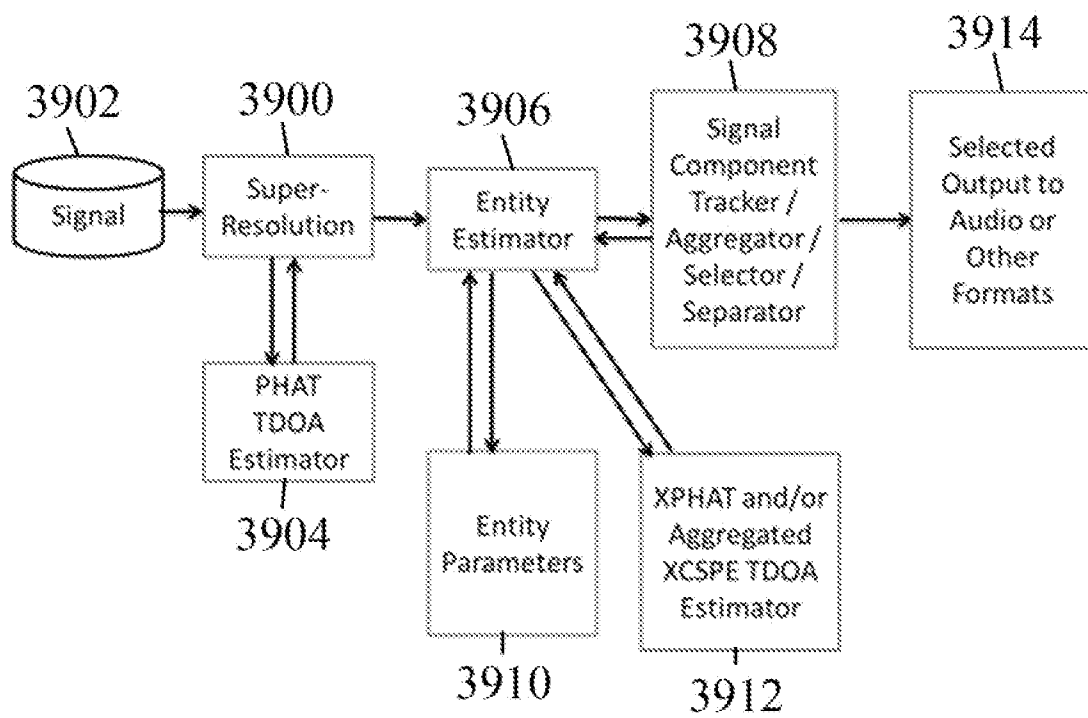 3902
Signal
3900
Super-
Resolution
PHAT
TDOA
Estimator
3904
3906
Entity
Estimator
Entity
Parameters
3910
XPHAT and/or
Aggregated
XCSPE TDOA
Estimator
3912
3908
Signal
Component
Tracker /
Aggregator /
Selector /
Separator
3914
Selected
Output to
Audio or
Other
Formats